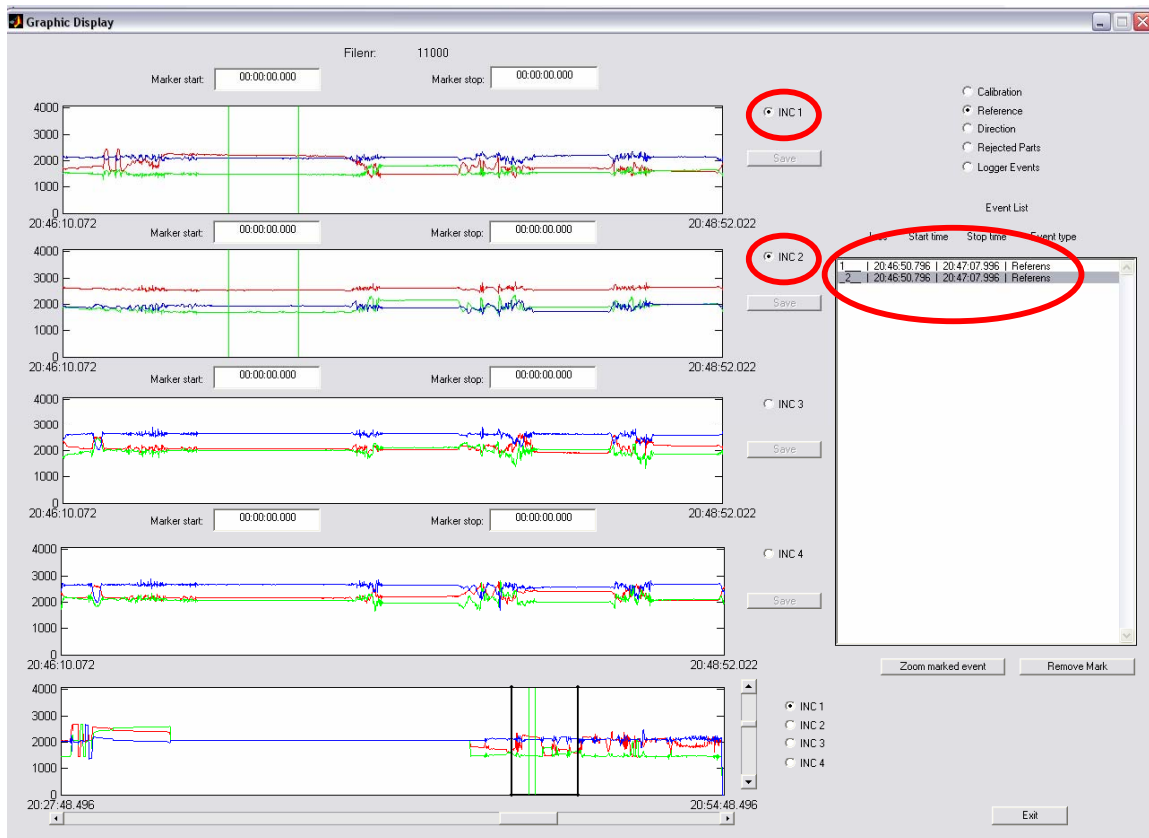 Graphic Display
Filenr: 11000
Marker start: 00:00:00.000 Marker stop: 00:00:00.000
4000
3000
2000
1000
0
20:46:10.072 20:48:52.022
INC 1
Save
Calibration
Reference
Direction
Rejected Parts
Logger Events
Event List
Start time Stop time Event type
1___ | 20:46:50.796 | 20:47:07.996 | Referens
_2__ | 20:46:50.796 | 20:47:07.996 | Referens
Marker start: 00:00:00.000 Marker stop: 00:00:00.000
4000
3000
2000
1000
0
20:46:10.072 20:48:52.022
INC 2
Save
Marker start: 00:00:00.000 Marker stop: 00:00:00.000
4000
3000
2000
1000
0
20:46:10.072 20:48:52.022
INC 3
Save
Marker start: 00:00:00.000 Marker stop: 00:00:00.000
4000
3000
2000
1000
0
20:46:10.072 20:48:52.022
INC 4
Save
Zoom marked event Remove Mark
4000
3000
2000
1000
0
20:27:48.496 20:54:48.496
INC 1
INC 2
INC 3
INC 4
Exit